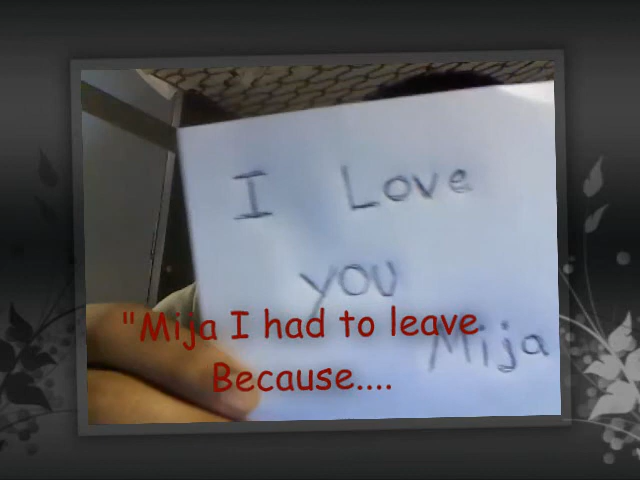 I Love
you
Mija
"Mija I had to leave
Because....